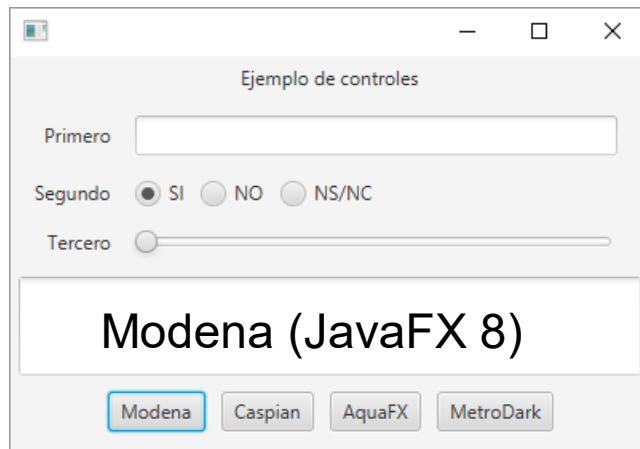 Ejemplo de controles
Primero
Segundo SI NO NS/NC
Tercero
Modena (JavaFX 8)
Modena Caspian AquaFX MetroDark